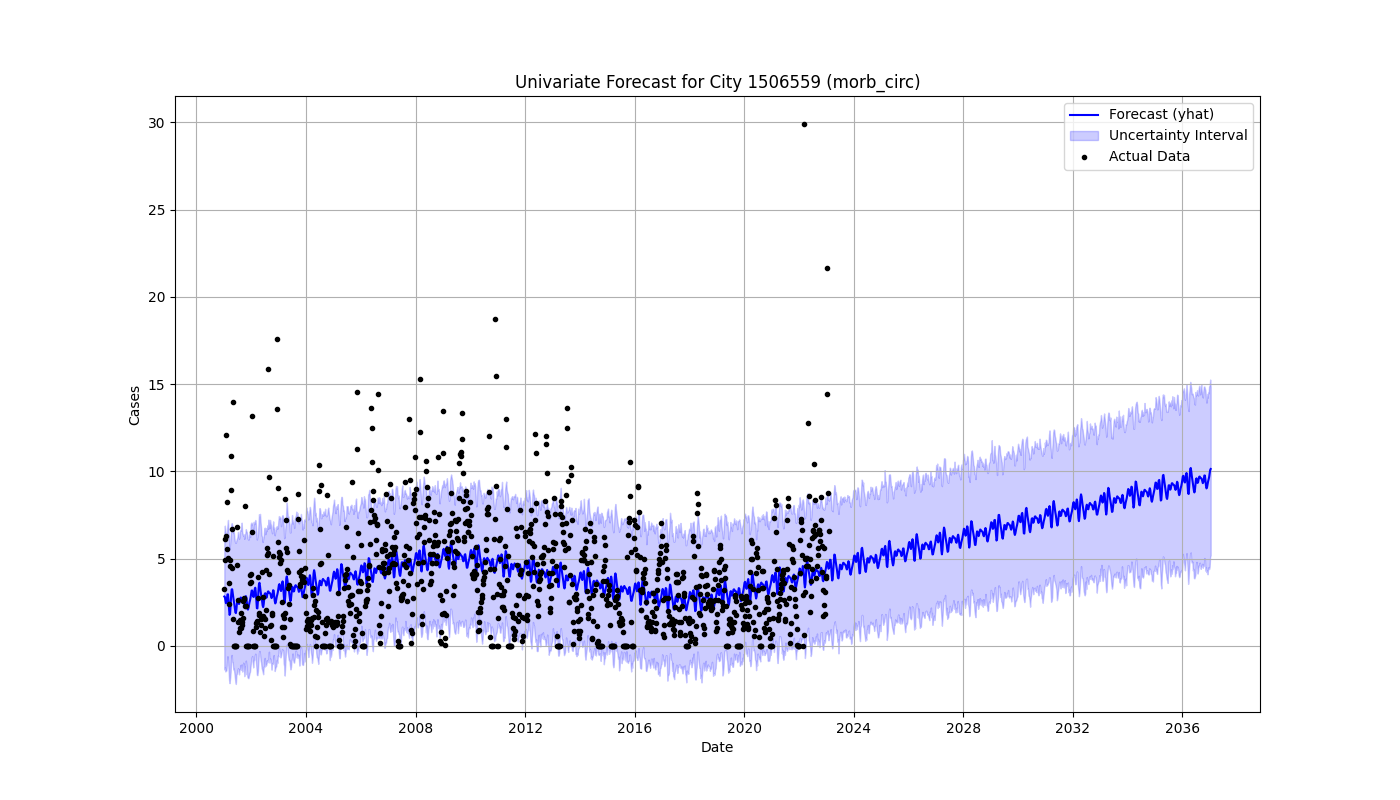 Univariate Forecast for City 1506559 (morb_circ)
Forecast (yhat)
Uncertainty Interval
Actual Data
30
25
20
15
10
5
0
Cases
2000 2004 2008 2012 2016 2020 2024 2028 2032 2036
Date